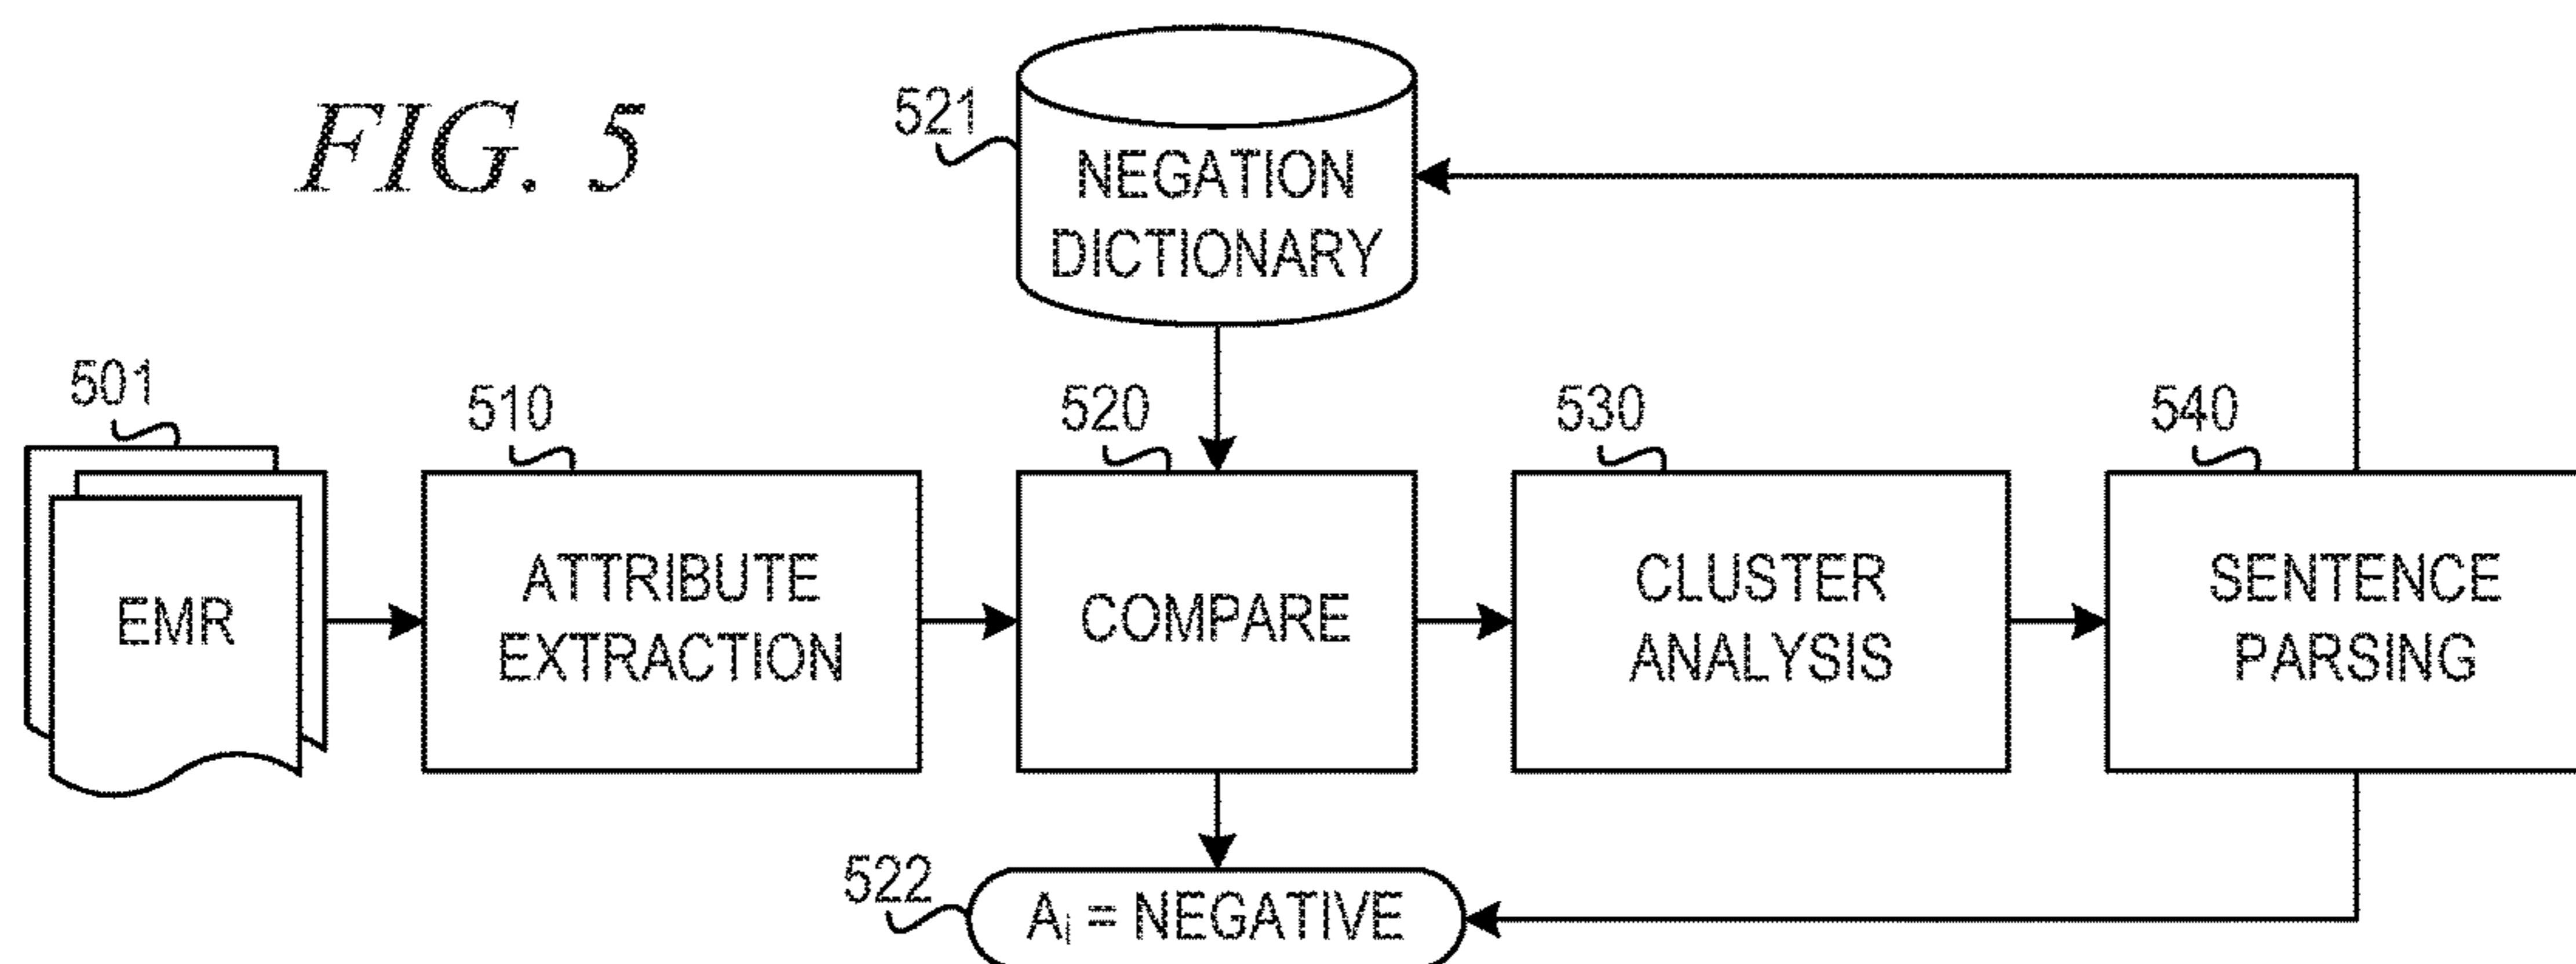 FIG. 5
521
NEGATION
DICTIONARY
501
510
520
530
540
EMR
ATTRIBUTE
EXTRACTION
COMPARE
CLUSTER
ANALYSIS
SENTENCE
PARSING
522
Ai = NEGATIVE